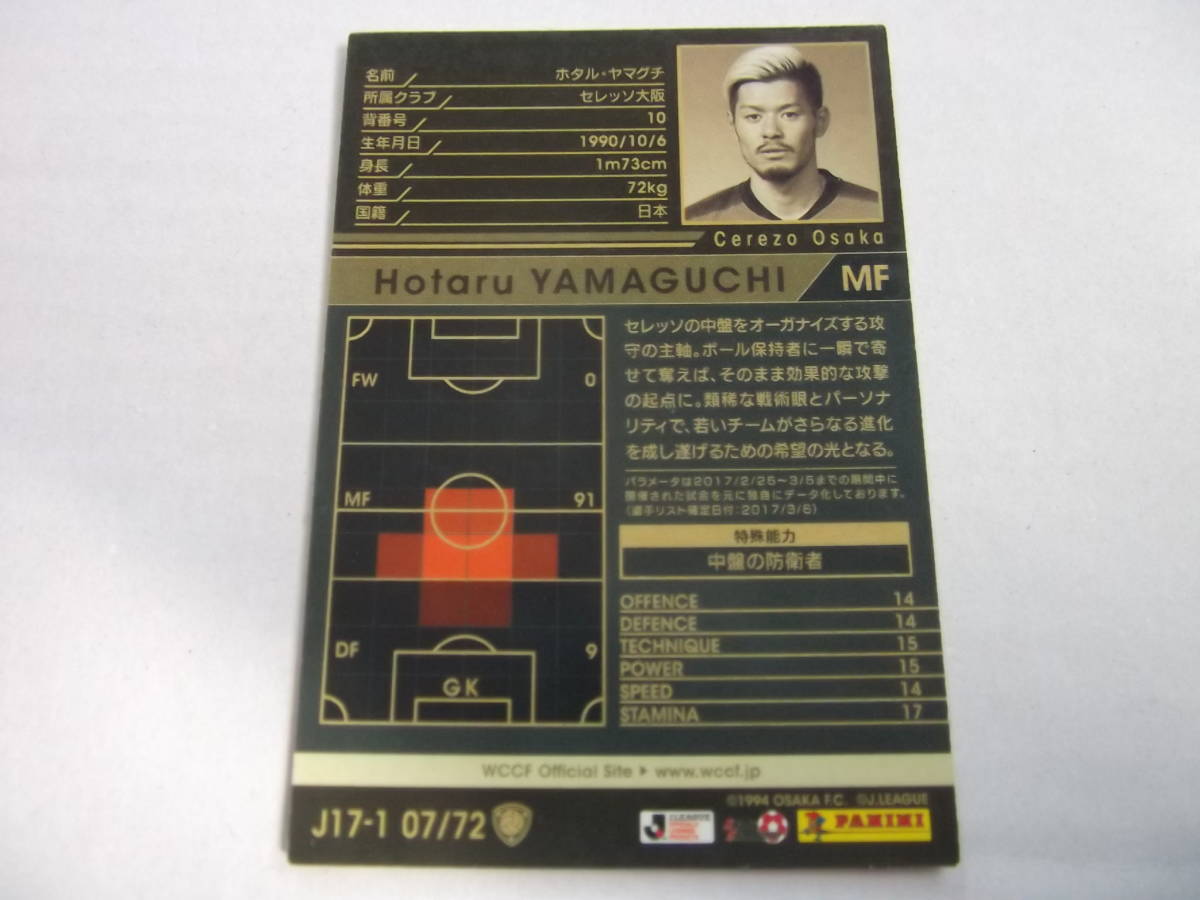 名前 ホタル・ヤマグチ
所属クラブ セレッソ大阪
背番号 10
生年月日 1990/10/6
身長 1m73cm
体重 72kg
国籍 日本
Cerezo Osaka
Hotaru YAMAGUCHI MF
FW 0
MF 91
DF 9
GK
セレッソの中盤をオーガナイズする攻
守の主軸。ボール保持者に一瞬で寄
せて奪えば、そのまま効果的な攻撃
の起点に。類稀な戦術眼とパーソナ
リティで、若いチームがさらなる進化
を成し遂げるための希望の光となる。
パラメータは2017/2/25～3/5までの期間中に
開催された試合を元に独自にデータ化しております。
(選手リスト確定日付:2017/3/6)
特殊能力
中盤の防衛者
OFFENCE 14
DEFENCE 14
TECHNIQUE 15
POWER 15
SPEED 14
STAMINA 17
WCCF Official Site ▶ www.wccf.jp
©1994 OSAKA F.C. ©J.LEAGUE
J17-1 07/72
J.LEAGUE
PANINI